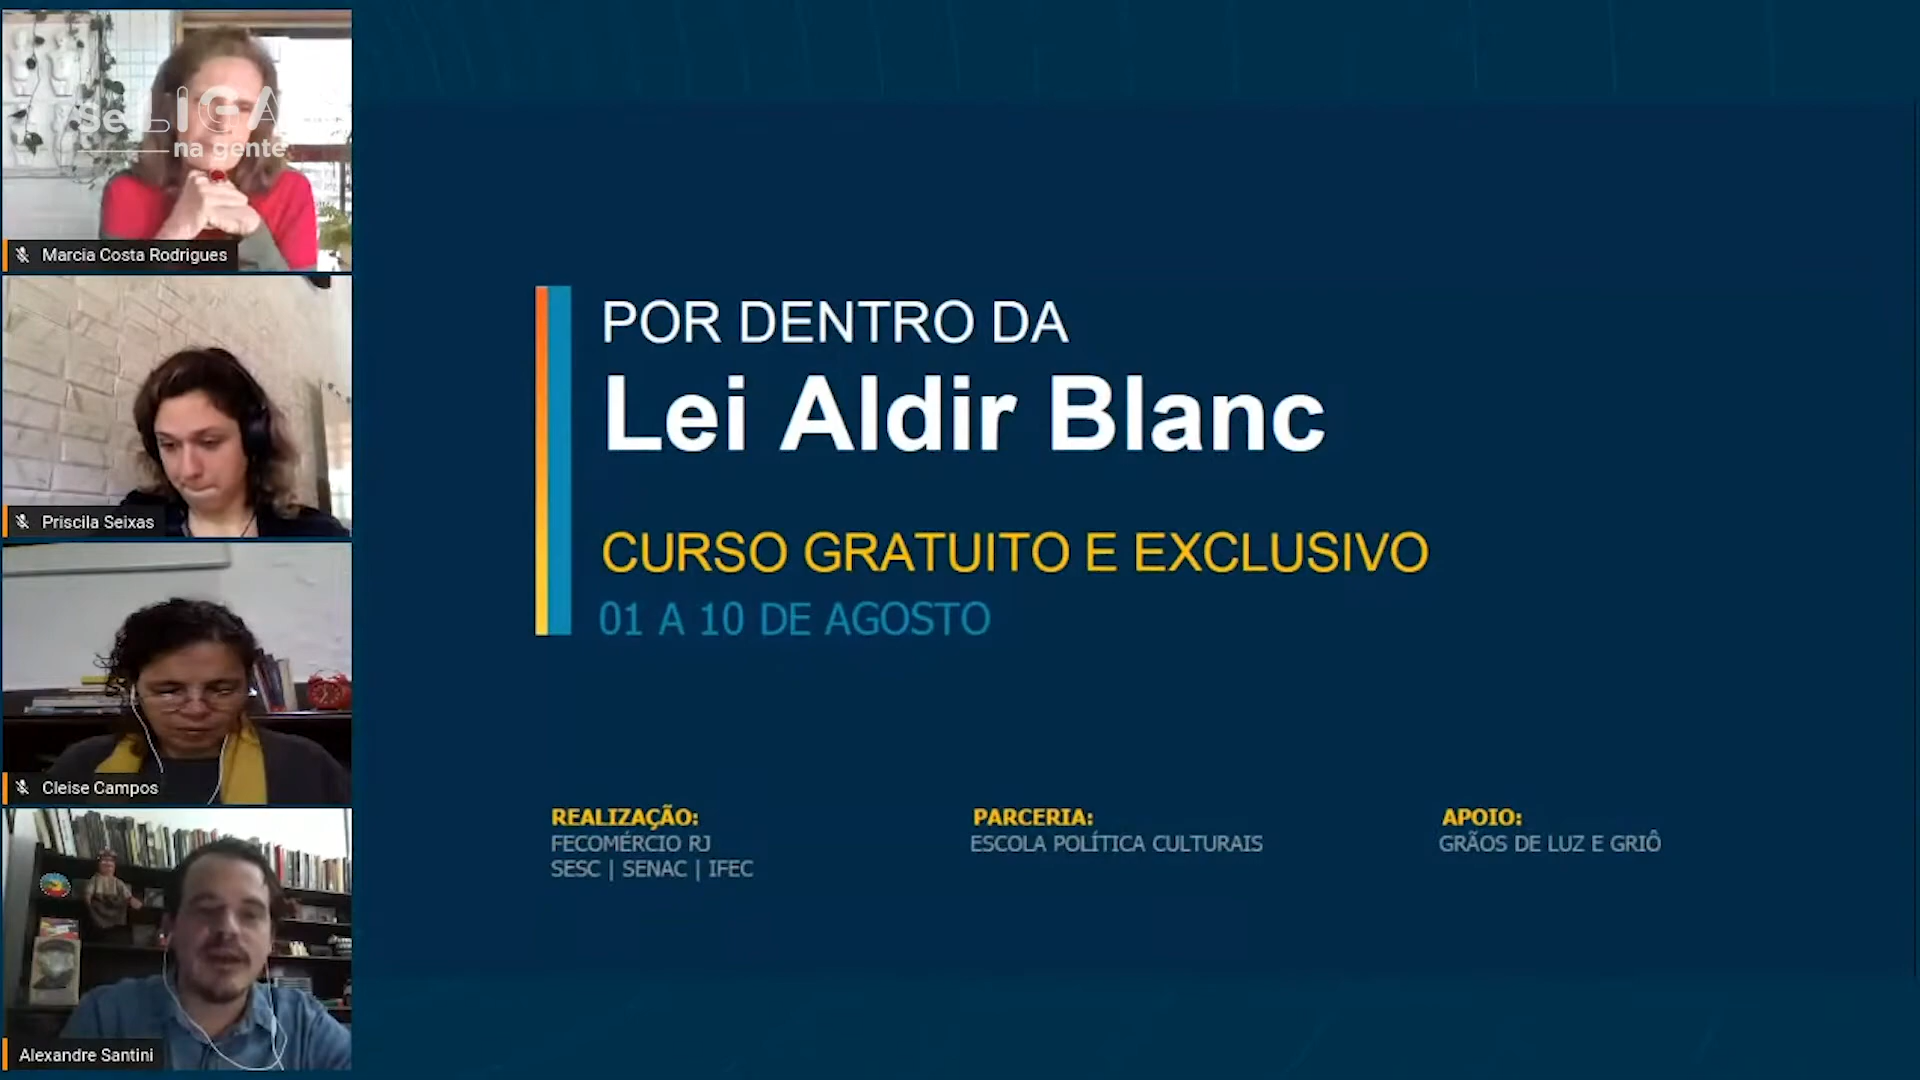 SeLIGA
na gente
Marcia Costa Rodrigues
Priscila Seixas
Cleise Campos
Alexandre Santini
POR DENTRO DA
Lei Aldir Blanc
CURSO GRATUITO E EXCLUSIVO
01 A 10 DE AGOSTO
REALIZAÇÃO:
FECOMÉRCIO RJ
SESC | SENAC | IFEC
PARCERIA:
ESCOLA POLÍTICA CULTURAIS
APOIO:
GRÃOS DE LUZ E GRIÔ